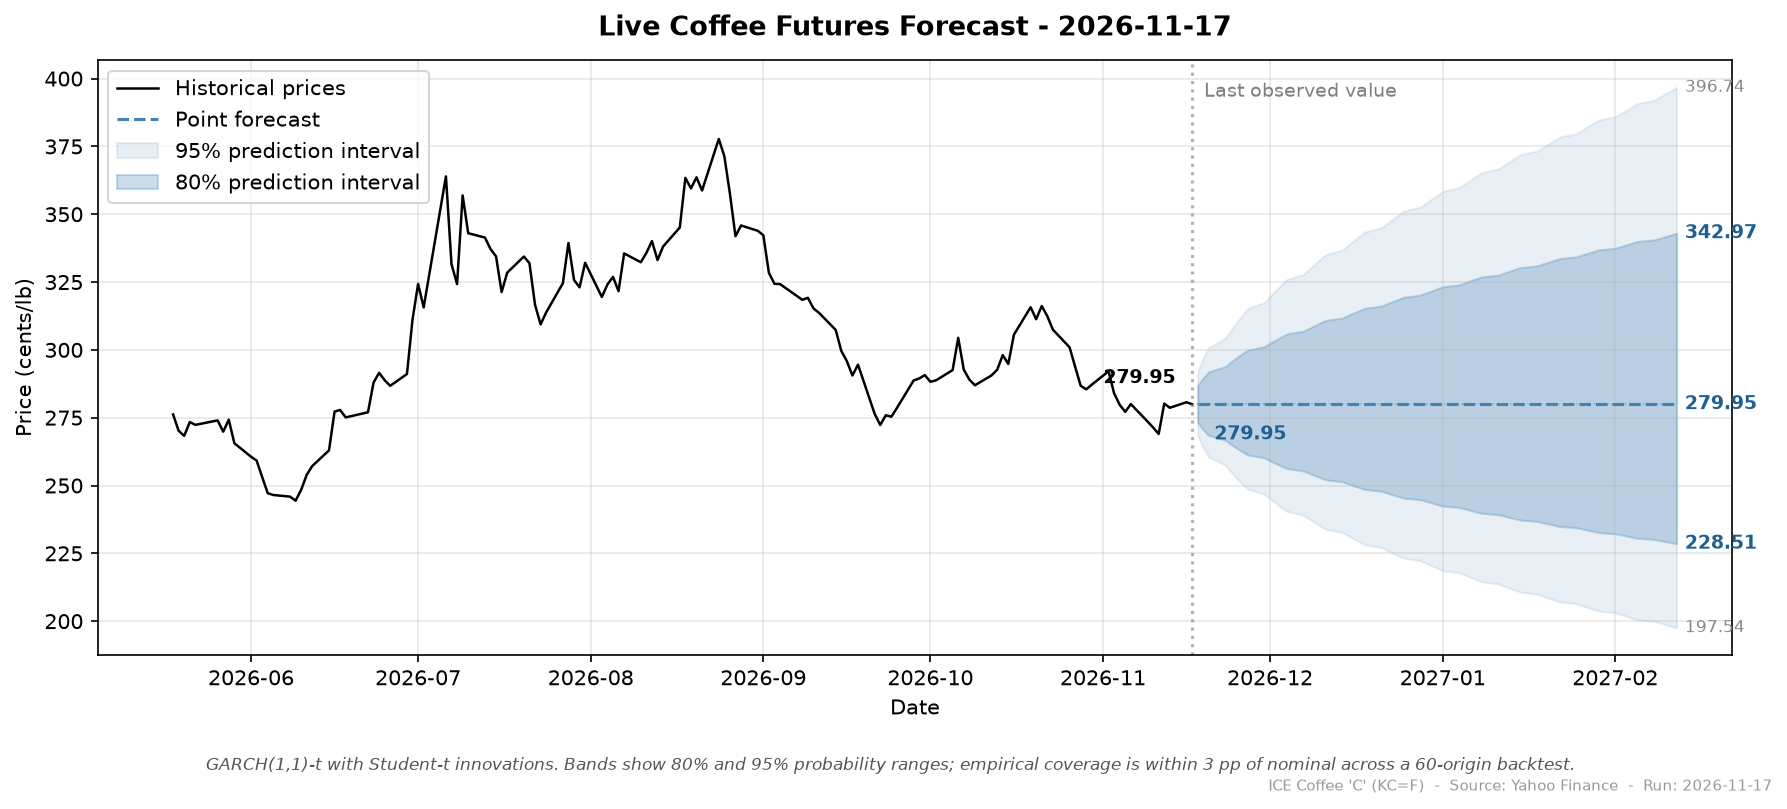 Live Coffee Futures Forecast - 2026-11-17
Historical prices
Point forecast
95% prediction interval
80% prediction interval
Last observed value
396.74
342.97
279.95
279.95
279.95
228.51
197.54
Price (cents/lb)
400
375
350
325
300
275
250
225
200
2026-06
2026-07
2026-08
2026-09
2026-10
2026-11
2026-12
2027-01
2027-02
Date
GARCH(1,1)-t with Student-t innovations. Bands show 80% and 95% probability ranges; empirical coverage is within 3 pp of nominal across a 60-origin backtest.
ICE Coffee 'C' (KC=F)  -  Source: Yahoo Finance  -  Run: 2026-11-17